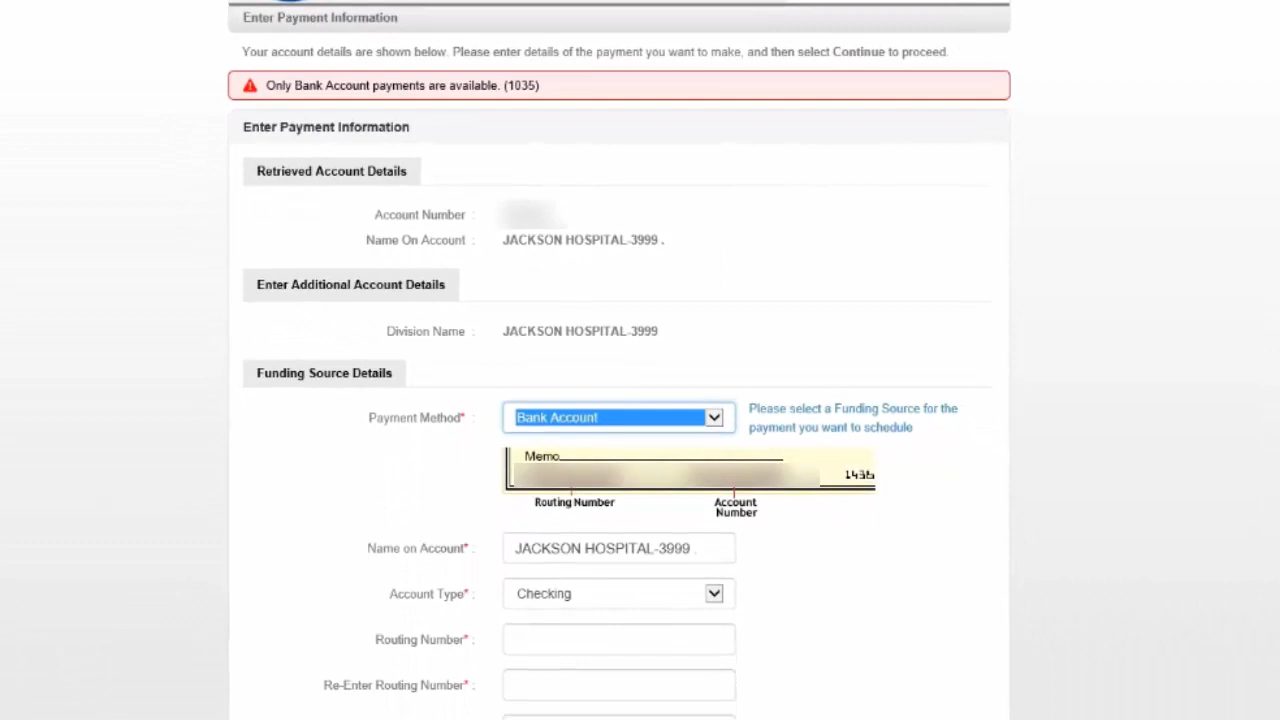 Enter Payment Information
Your account details are shown below. Please enter details of the payment you want to make, and then select Continue to proceed.
Only Bank Account payments are available. (1035)
Enter Payment Information
Retrieved Account Details
Account Number :
Name On Account : JACKSON HOSPITAL-3999 .
Enter Additional Account Details
Division Name : JACKSON HOSPITAL-3999
Funding Source Details
Payment Method* : Bank Account
Please select a Funding Source for the
payment you want to schedule
Memo
1435
Routing Number
Account
Number
Name on Account* : JACKSON HOSPITAL-3999 .
Account Type* : Checking
Routing Number* :
Re-Enter Routing Number* :